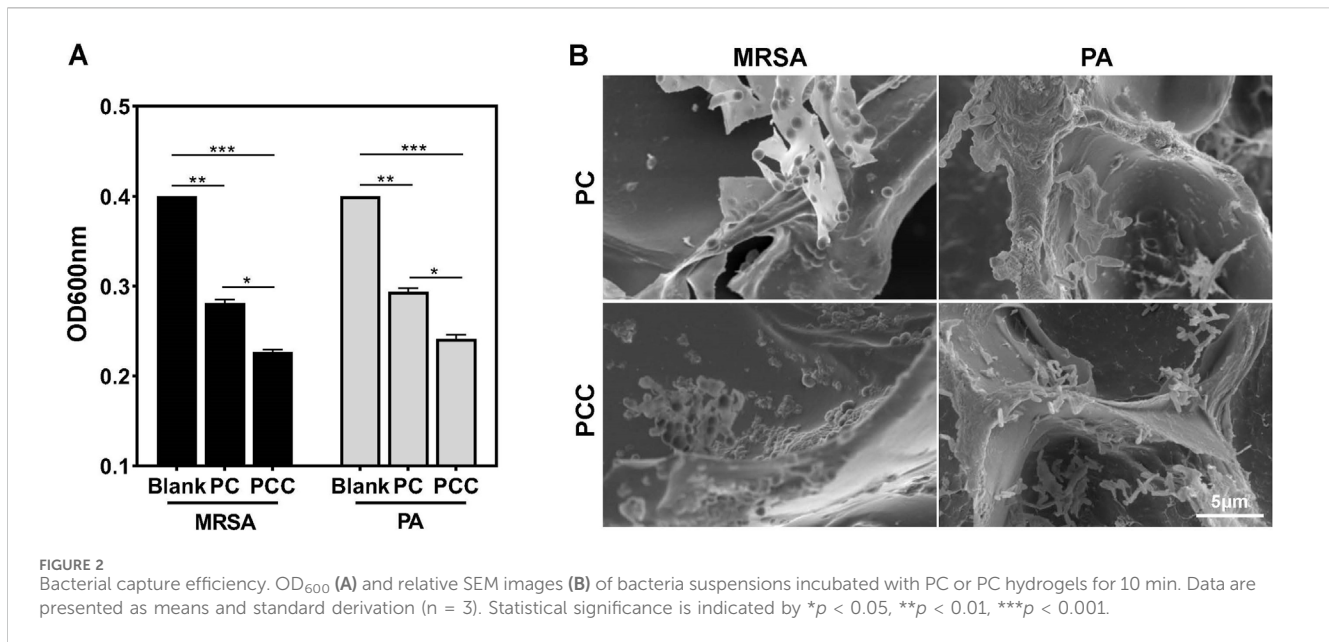 A
0.5
0.4
0.3
0.2
0.1
OD600nm
***
**
*
***
**
*
Blank PC PCC
MRSA
Blank PC PCC
PA
B
MRSA
PA
PC
PCC
5µm
FIGURE 2
Bacterial capture efficiency. OD600 (A) and relative SEM images (B) of bacteria suspensions incubated with PC or PC hydrogels for 10 min. Data are
presented as means and standard derivation (n = 3). Statistical significance is indicated by *p < 0.05, **p < 0.01, ***p < 0.001.